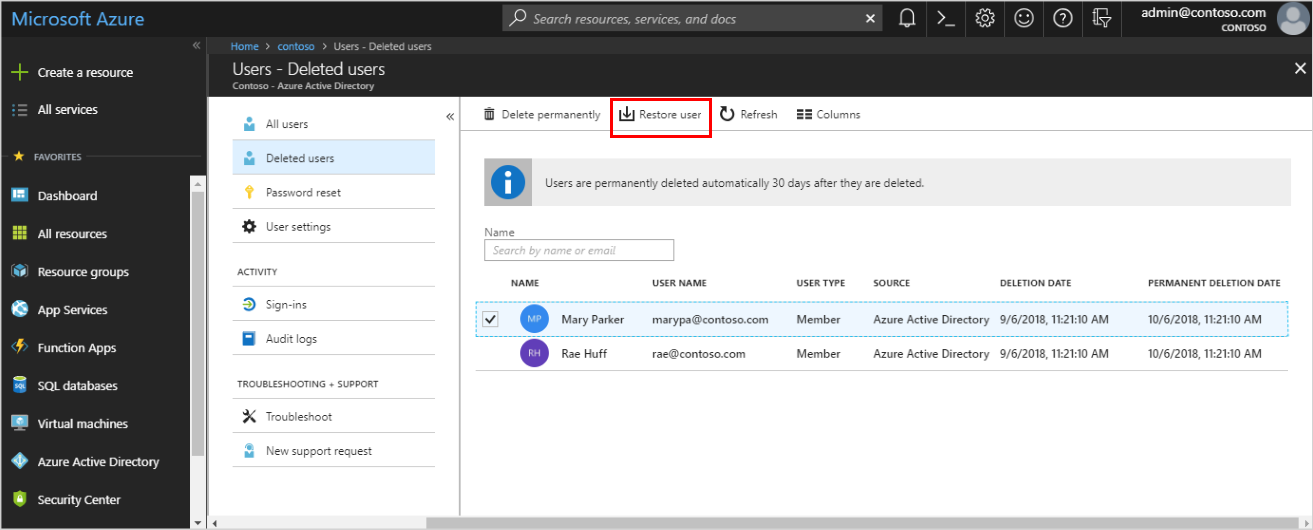 Microsoft Azure
Search resources, services, and docs
admin@contoso.com
CONTOSO
Create a resource
All services
FAVORITES
Dashboard
All resources
Resource groups
App Services
Function Apps
SQL databases
Virtual machines
Azure Active Directory
Security Center
Home > contoso > Users - Deleted users
Users - Deleted users
Contoso - Azure Active Directory
All users
Deleted users
Password reset
User settings
ACTIVITY
Sign-ins
Audit logs
TROUBLESHOOTING + SUPPORT
Troubleshoot
New support request
Delete permanently Restore user Refresh Columns
Users are permanently deleted automatically 30 days after they are deleted.
Name
Search by name or email
NAME USER NAME USER TYPE SOURCE DELETION DATE PERMANENT DELETION DATE
MP Mary Parker marypa@contoso.com Member Azure Active Directory 9/6/2018, 11:21:10 AM 10/6/2018, 11:21:10 AM
RH Rae Huff rae@contoso.com Member Azure Active Directory 9/6/2018, 11:21:10 AM 10/6/2018, 11:21:10 AM